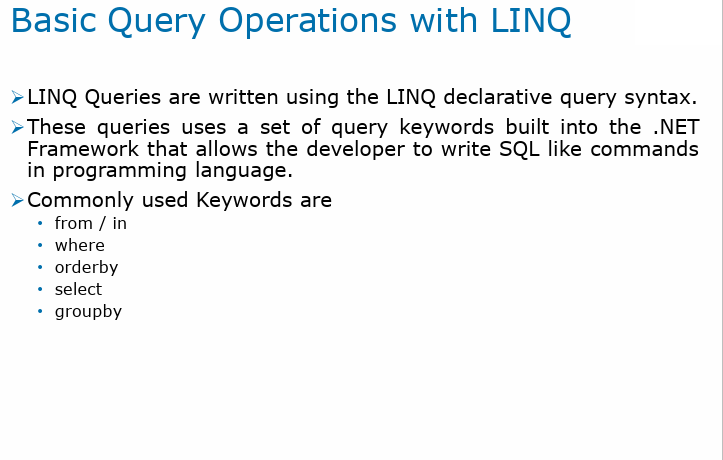 Basic Query Operations with LINQ
LINQ Queries are written using the LINQ declarative query syntax.
These queries uses a set of query keywords built into the .NET
Framework that allows the developer to write SQL like commands
in programming language.
Commonly used Keywords are
from / in
where
orderby
select
groupby